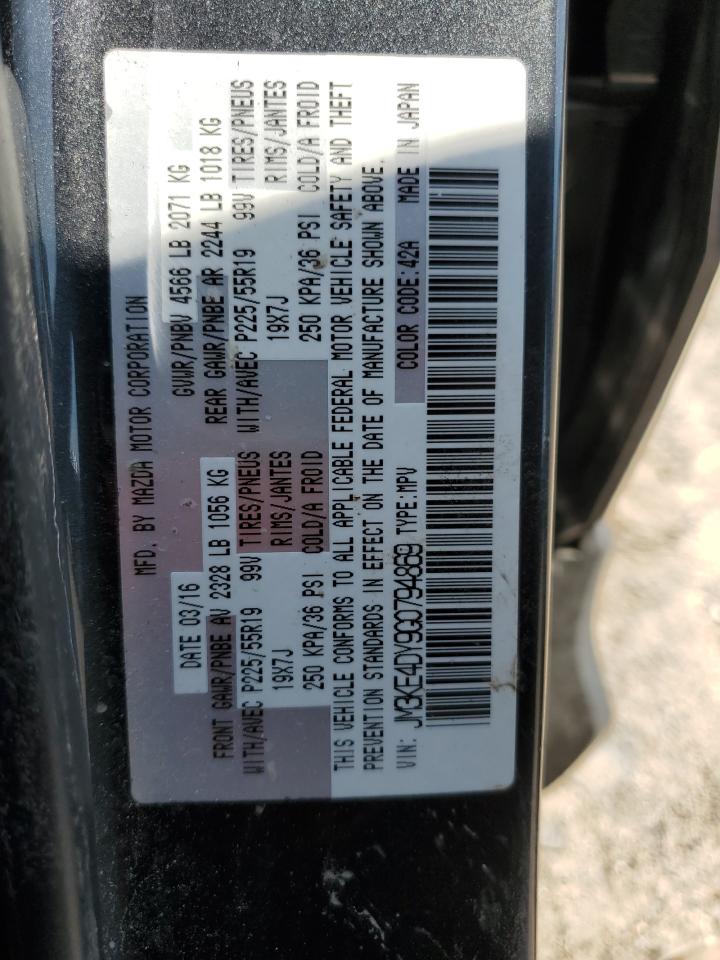 MFD. BY MAZDA MOTOR CORPORATION
DATE 03/16 GVWR/PNBV 4566 LB 2071 KG
FRONT GAWR/PNBE AV 2328 LB 1056 KG REAR GAWR/PNBE AR 2244 LB 1018 KG
WITH/AVEC P225/55R19 99V TIRES/PNEUS WITH/AVEC P225/55R19 99V TIRES/PNEUS
19X7J RIMS/JANTES 19X7J RIMS/JANTES
250 KPA/36 PSI COLD/A FROID 250 KPA/36 PSI COLD/A FROID
THIS VEHICLE CONFORMS TO ALL APPLICABLE FEDERAL MOTOR VEHICLE SAFETY AND THEFT
PREVENTION STANDARDS IN EFFECT ON THE DATE OF MANUFACTURE SHOWN ABOVE.
VIN: JM3KE4DY9G0794869 TYPE:MPV COLOR CODE:42A MADE IN JAPAN